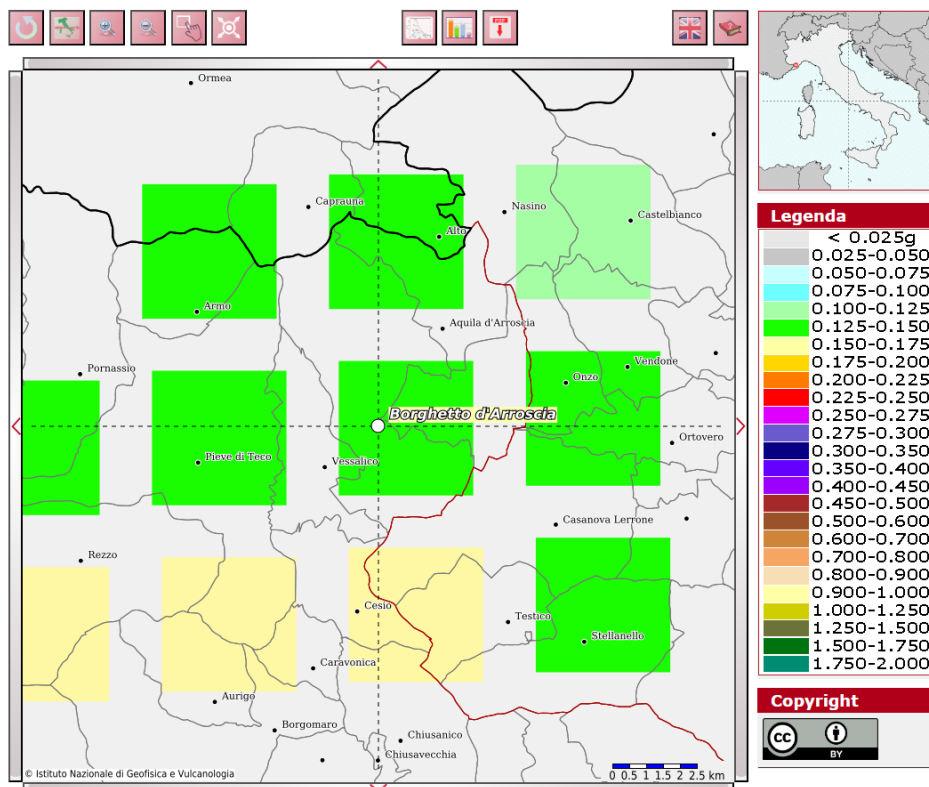 PDF
Ormea
Caprauna
Nasino
Castelbianco
Alto
Armo
Aquila d'Arroscia
Pornassio
Vendone
Onzo
Borghetto d'Arroscia
Ortovero
Pieve di Teco
Vessalico
Casanova Lerrone
Rezzo
Cesio
Testico
Stellanello
Caravonica
Aurigo
Borgomaro
Chiusanico
Chiusavecchia
© Istituto Nazionale di Geofisica e Vulcanologia
0 0.5 1 1.5 2 2.5 km
Legenda
< 0.025g
0.025-0.050
0.050-0.075
0.075-0.100
0.100-0.125
0.125-0.150
0.150-0.175
0.175-0.200
0.200-0.225
0.225-0.250
0.250-0.275
0.275-0.300
0.300-0.350
0.350-0.400
0.400-0.450
0.450-0.500
0.500-0.600
0.600-0.700
0.700-0.800
0.800-0.900
0.900-1.000
1.000-1.250
1.250-1.500
1.500-1.750
1.750-2.000
Copyright
cc
BY